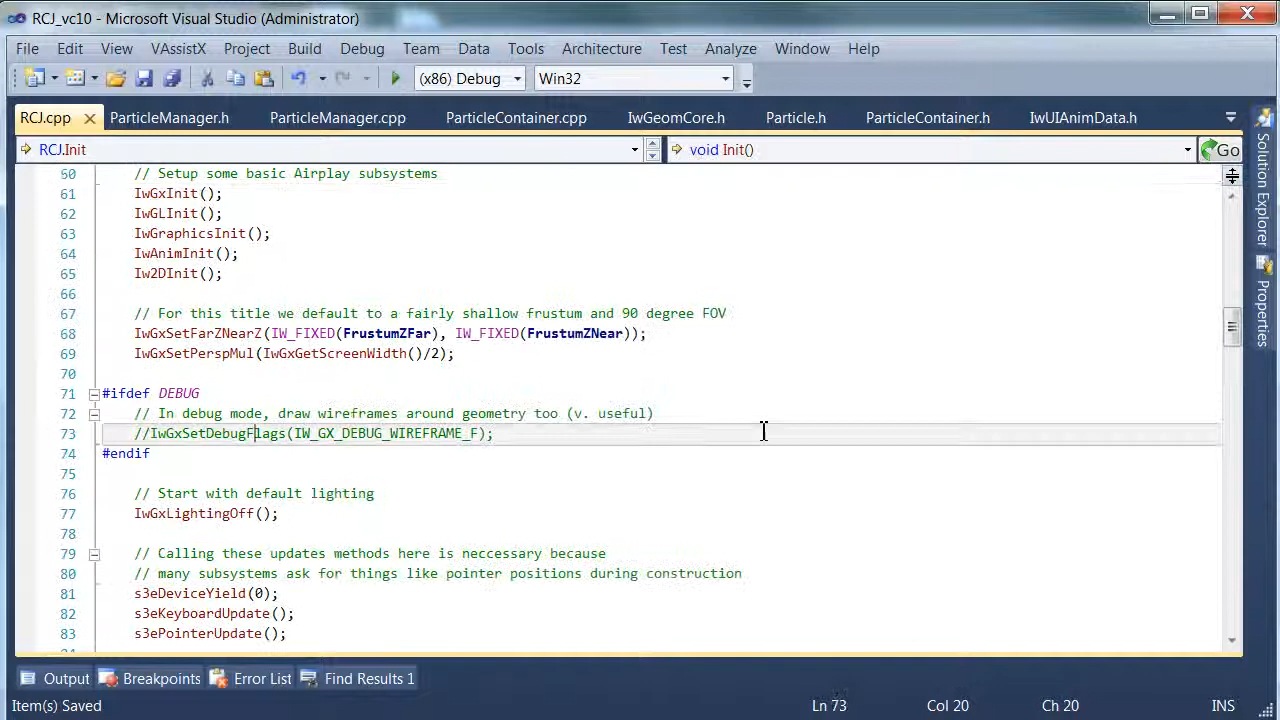 RCJ_vc10 - Microsoft Visual Studio (Administrator)
File Edit View VAssistX Project Build Debug Team Data Tools Architecture Test Analyze Window Help
(x86) Debug Win32
RCJ.cpp ParticleManager.h ParticleManager.cpp ParticleContainer.cpp IwGeomCore.h Particle.h ParticleContainer.h IwUIAnimData.h
RCJ.Init void Init() Go
60 // Setup some basic Airplay subsystems
61 IwGxInit();
62 IwGLInit();
63 IwGraphicsInit();
64 IwAnimInit();
65 Iw2DInit();
66
67 // For this title we default to a fairly shallow frustum and 90 degree FOV
68 IwGxSetFarZNearZ(IW_FIXED(FrustumZFar), IW_FIXED(FrustumZNear));
69 IwGxSetPerspMul(IwGxGetScreenWidth()/2);
70
71 #ifdef DEBUG
72 // In debug mode, draw wireframes around geometry too (v. useful)
73 //IwGxSetDebugFlags(IW_GX_DEBUG_WIREFRAME_F);
74 #endif
75
76 // Start with default lighting
77 IwGxLightingOff();
78
79 // Calling these updates methods here is neccessary because
80 // many subsystems ask for things like pointer positions during construction
81 s3eDeviceYield(0);
82 s3eKeyboardUpdate();
83 s3ePointerUpdate();
Solution Explorer
Properties
Output Breakpoints Error List Find Results 1
Item(s) Saved Ln 73 Col 20 Ch 20 INS